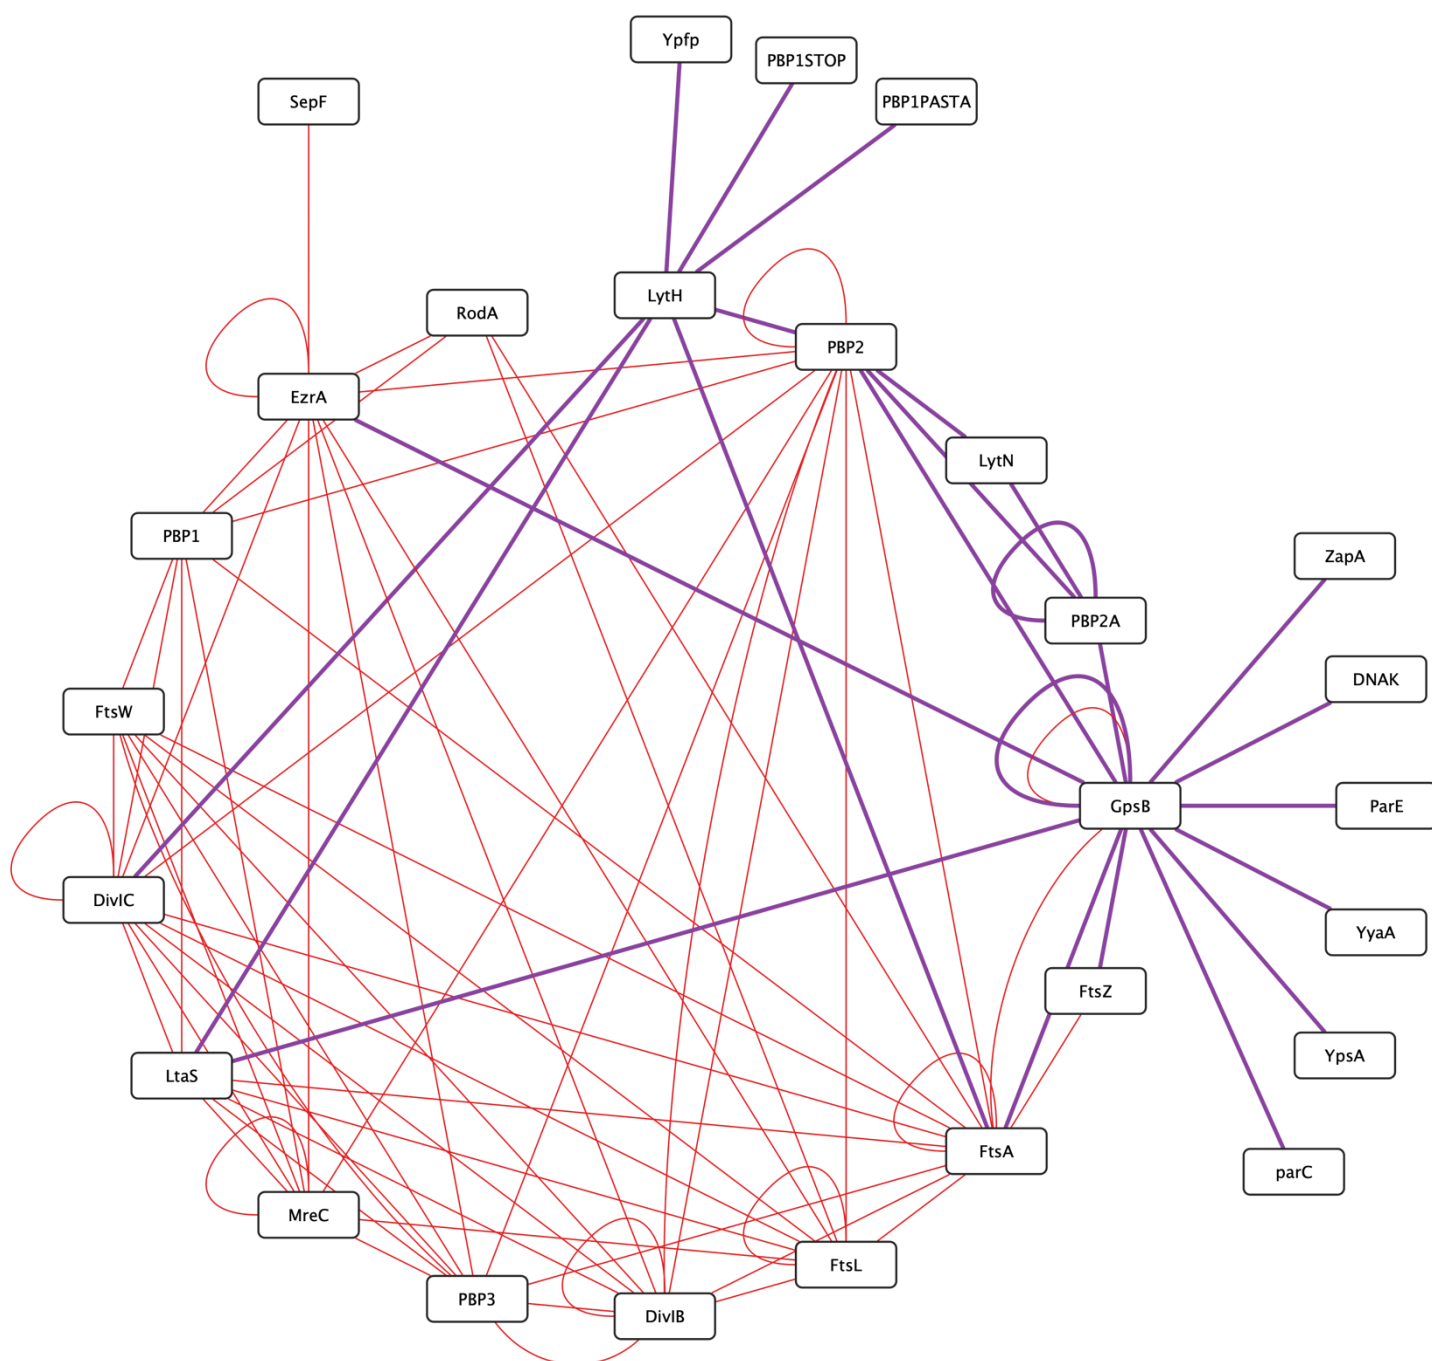 Ypfp
PBP1STOP
PBP1PASTA
SepF
LytH
RodA
PBP2
EzrA
LytN
PBP1
ZapA
PBP2A
DNAK
FtsW
GpsB
ParE
DivIC
YyaA
FtsZ
YpsA
LtaS
FtsA
parC
MreC
FtsL
PBP3
DivIB